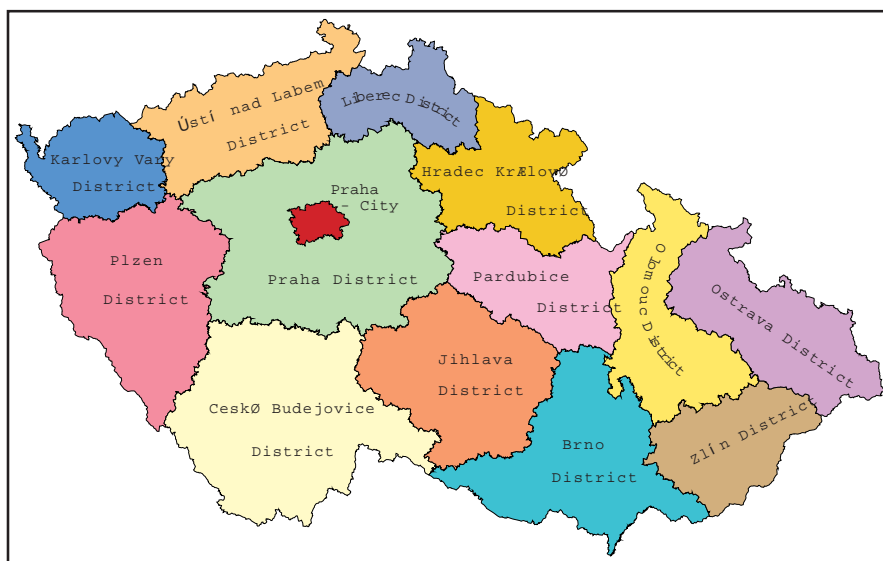 Ústí nad Labem
District
Liberec District
Karlovy Vary
District
Hradec KrÆlovØ
District
Praha
- City
Praha District
Plzen
District
Pardubice
District
Olomouc District
Ostrava District
Jihlava
District
CeskØ Budejovice
District
Brno
District
Zlín District